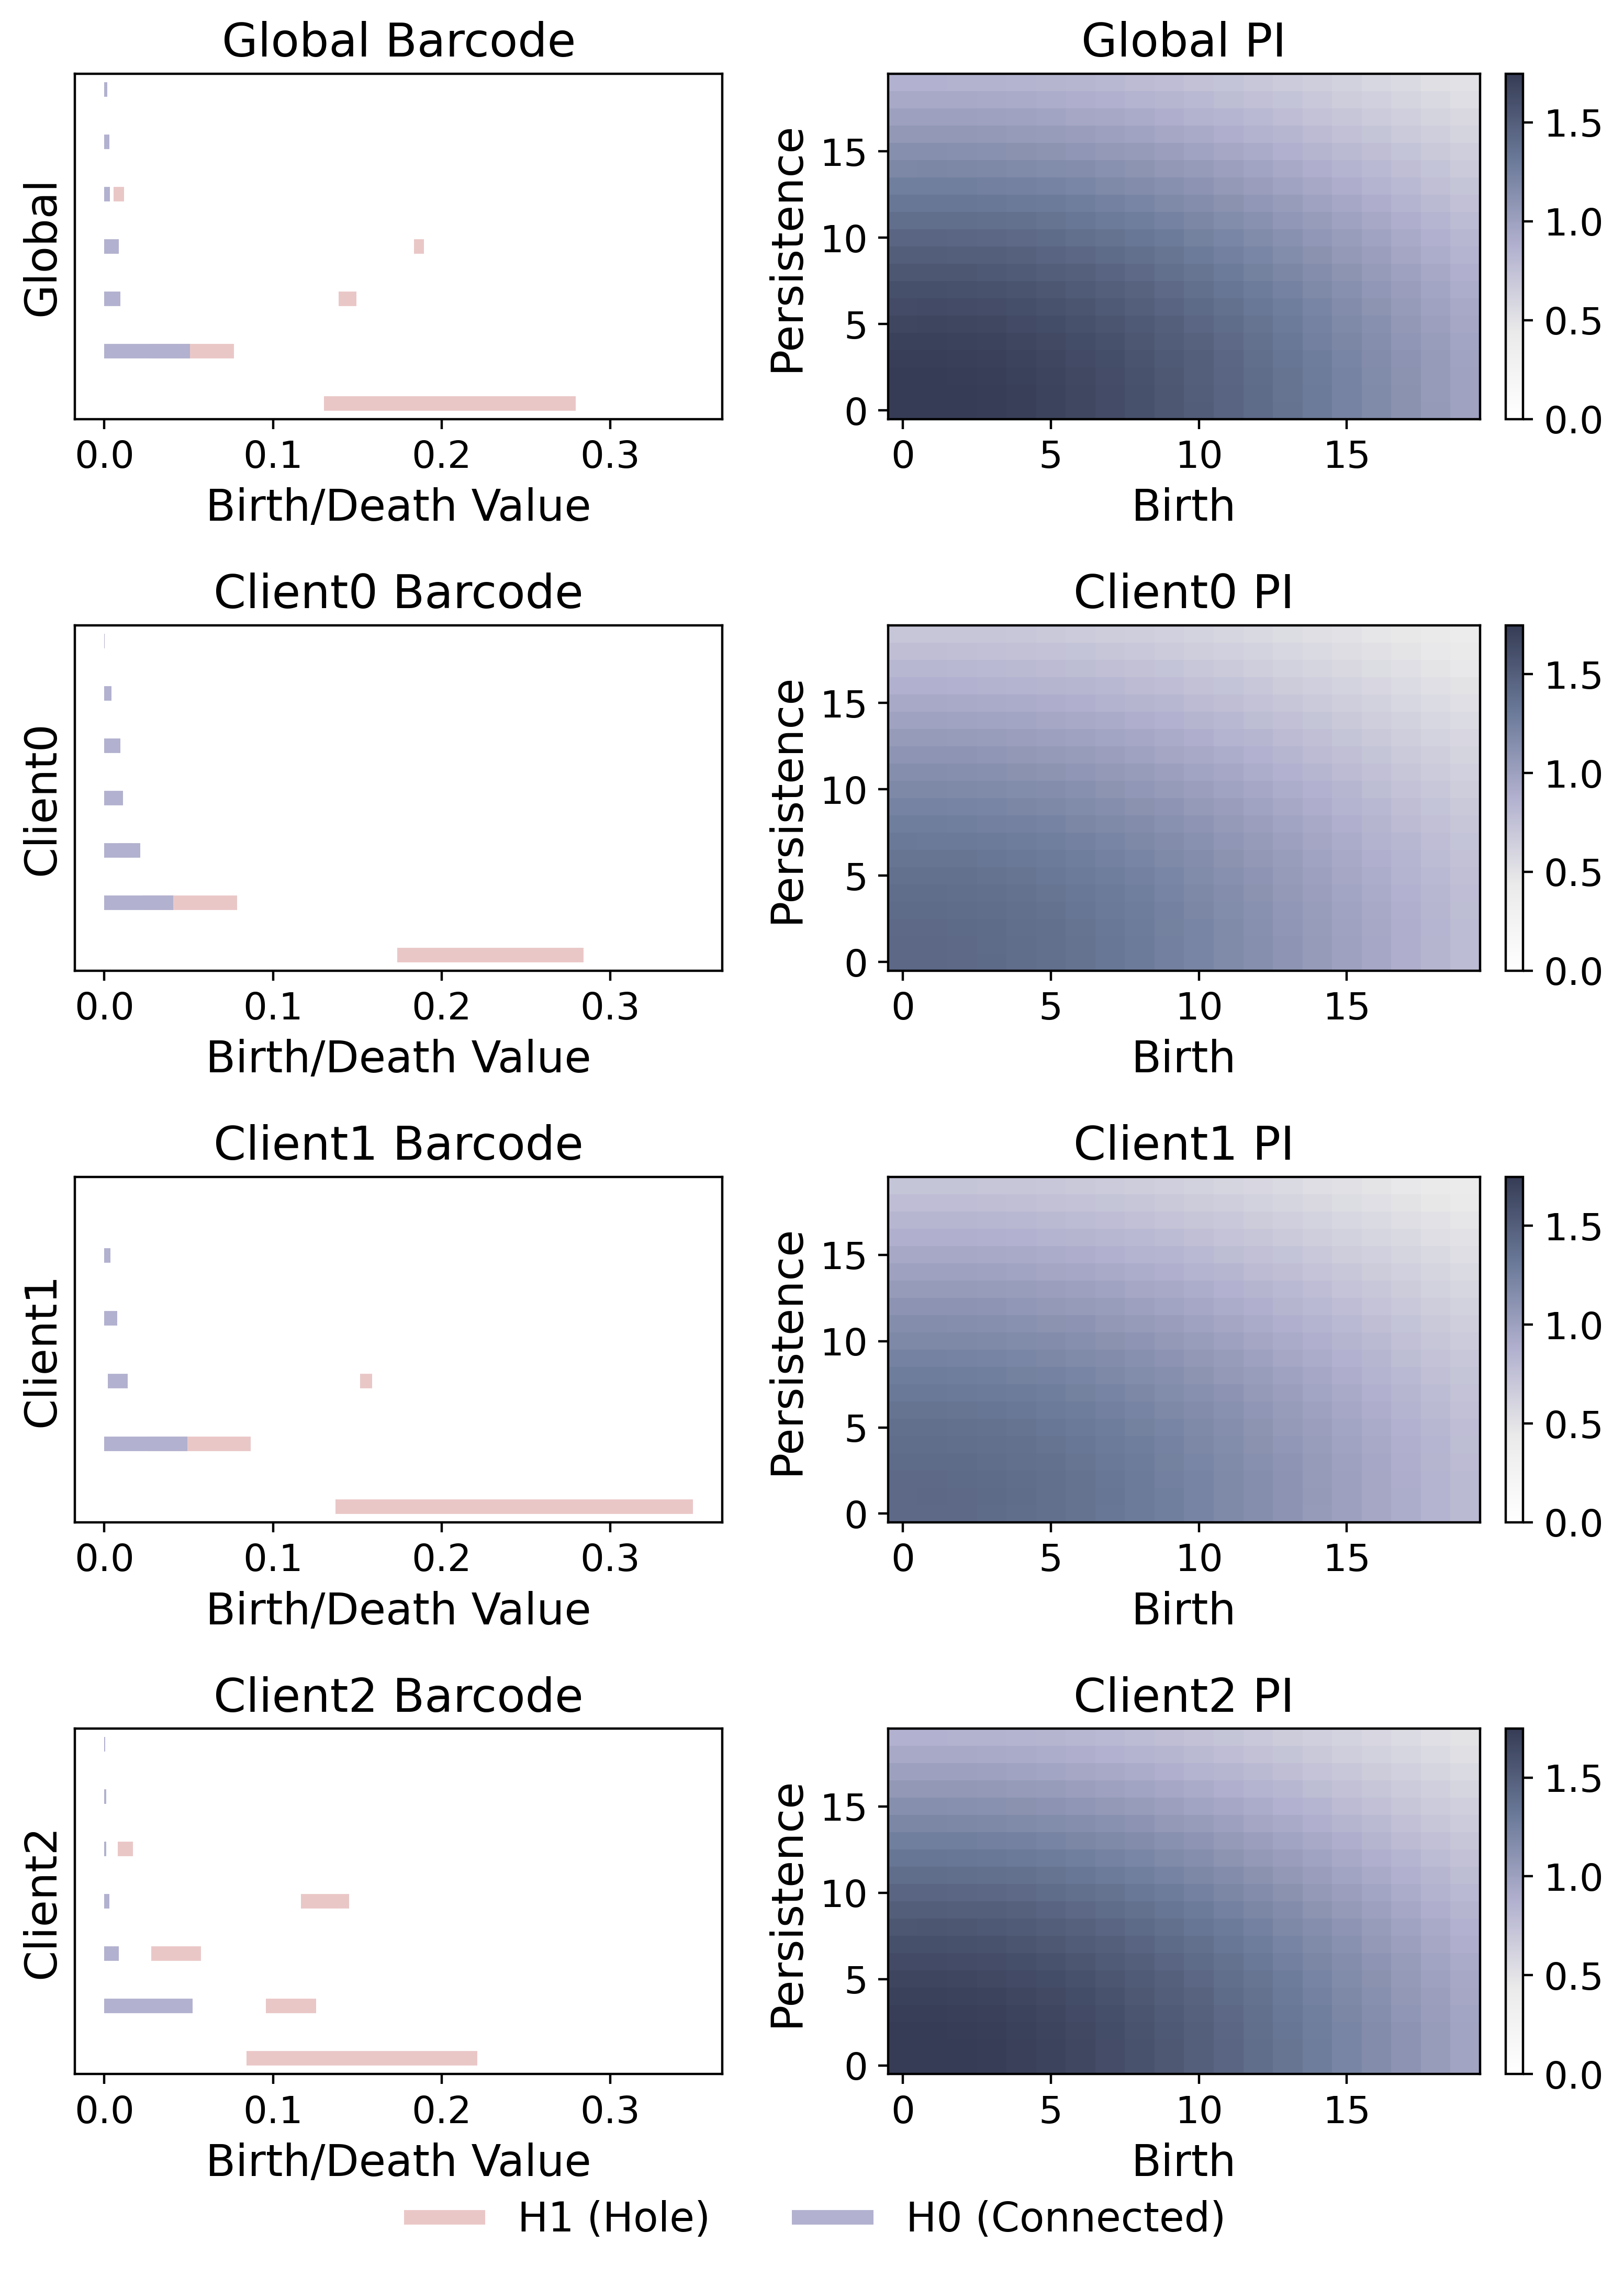 Global Barcode
Global PI
Global
0.0 0.1 0.2 0.3
Birth/Death Value
Persistence
15
10
5
0
0 5 10 15
Birth
1.5
1.0
0.5
0.0
Client0 Barcode
Client0 PI
Client0
0.0 0.1 0.2 0.3
Birth/Death Value
Persistence
15
10
5
0
0 5 10 15
Birth
1.5
1.0
0.5
0.0
Client1 Barcode
Client1 PI
Client1
0.0 0.1 0.2 0.3
Birth/Death Value
Persistence
15
10
5
0
0 5 10 15
Birth
1.5
1.0
0.5
0.0
Client2 Barcode
Client2 PI
Client2
0.0 0.1 0.2 0.3
Birth/Death Value
Persistence
15
10
5
0
0 5 10 15
Birth
1.5
1.0
0.5
0.0
H1 (Hole) H0 (Connected)